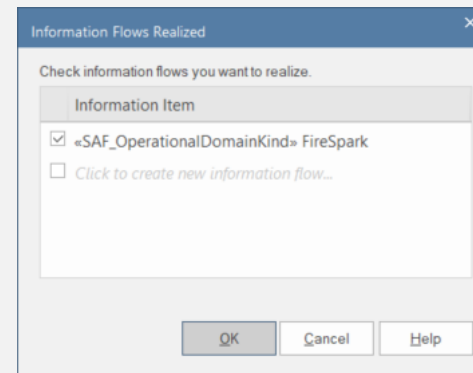 Information Flows Realized
Check information flows you want to realize.
Information Item
«SAF_OperationalDomainKind» FireSpark
Click to create new information flow...
OK Cancel Help